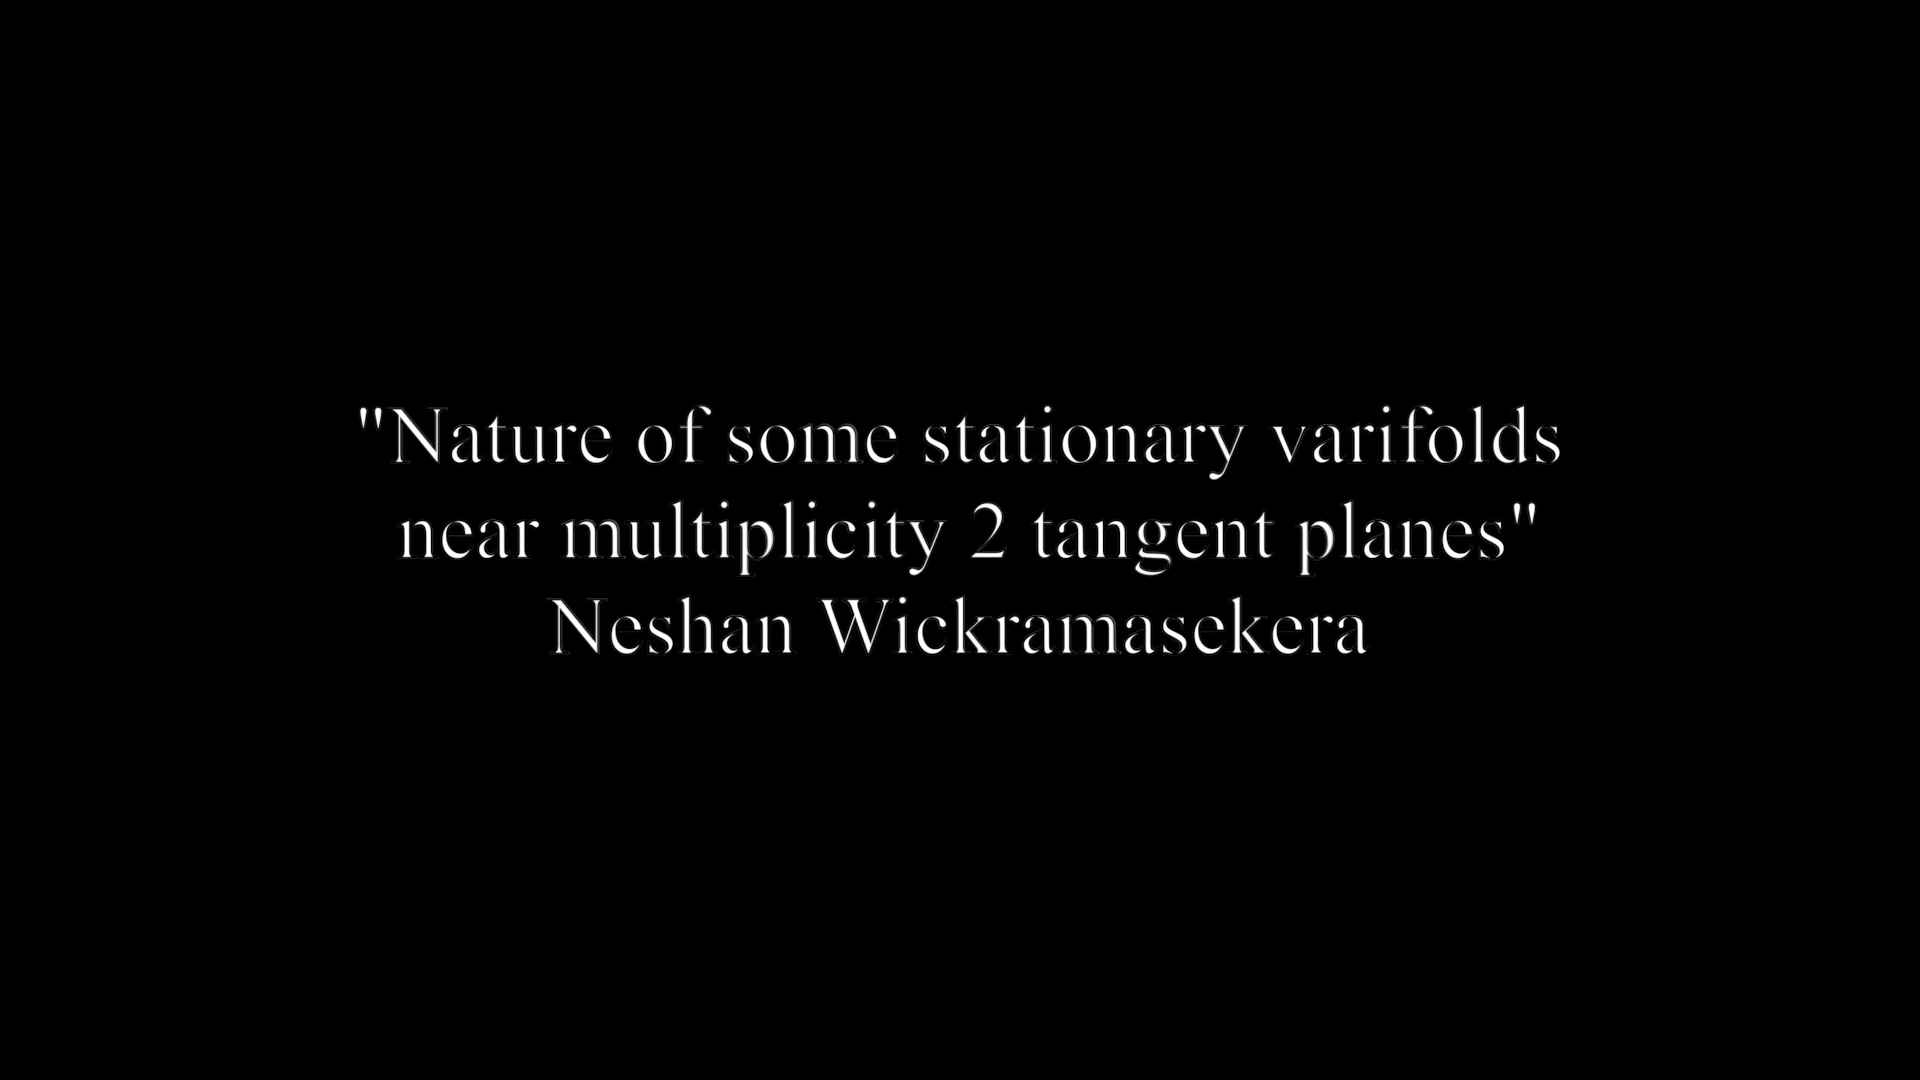 "Nature of some stationary varifolds
near multiplicity 2 tangent planes"
Neshan Wickramasekera